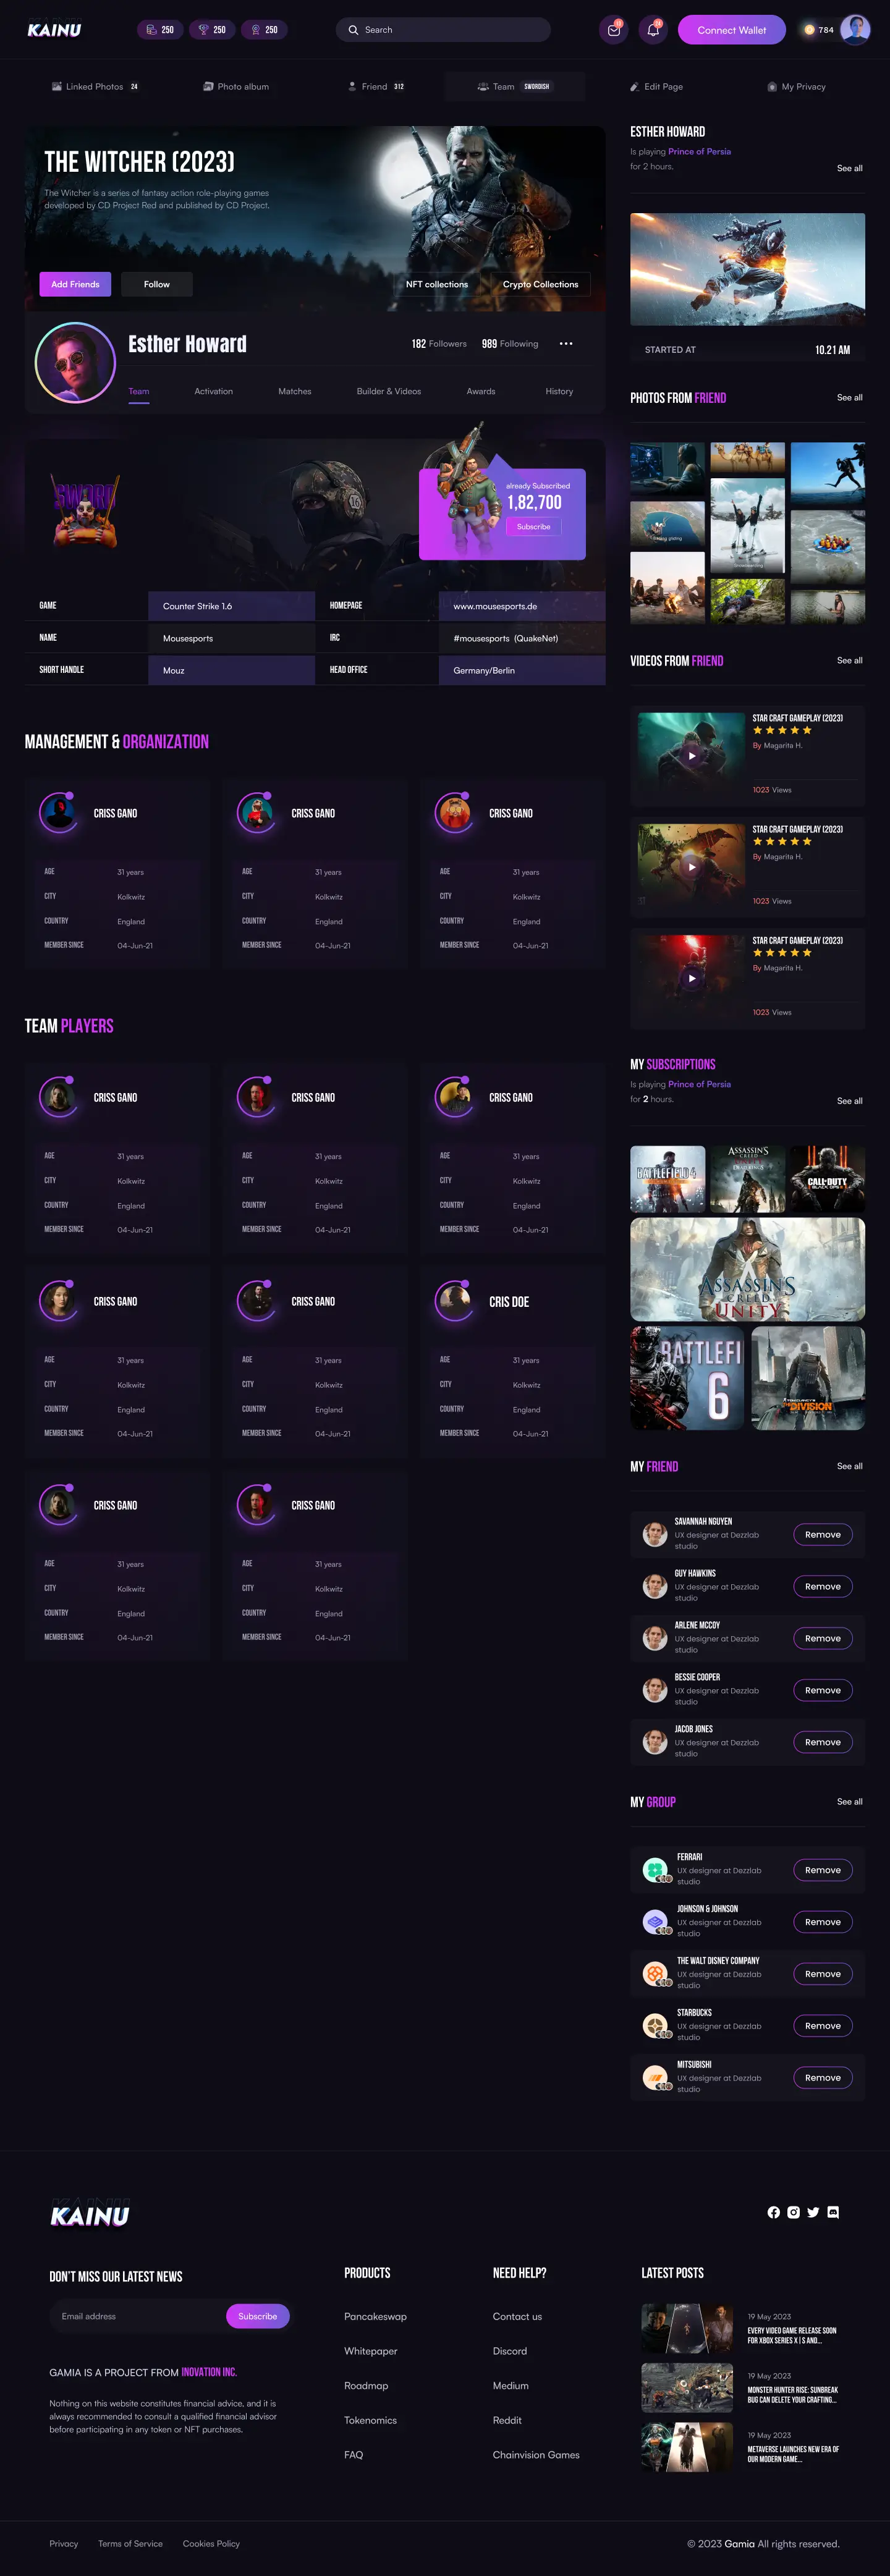 KAINU
250
250
250
Search
Connect Wallet
784
Linked Photos 24
Photo album
Friend 312
Team SWORDISH
Edit Page
My Privacy
THE WITCHER (2023)
The Witcher is a series of fantasy action role-playing games
developed by CD Project Red and published by CD Project.
Add Friends
Follow
NFT collections
Crypto Collections
Esther Howard
182 Followers
989 Following
Team
Activation
Matches
Builder & Videos
Awards
History
SWORD
already Subscribed
1,82,700
Subscribe
GAME
Counter Strike 1.6
HOMEPAGE
www.mousesports.de
NAME
Mousesports
IRC
#mousesports (QuakeNet)
SHORT HANDLE
Mouz
HEAD OFFICE
Germany/Berlin
MANAGEMENT & ORGANIZATION
CRISS GANO
AGE 31 years
CITY Kolkwitz
COUNTRY England
MEMBER SINCE 04-Jun-21
CRISS GANO
AGE 31 years
CITY Kolkwitz
COUNTRY England
MEMBER SINCE 04-Jun-21
CRISS GANO
AGE 31 years
CITY Kolkwitz
COUNTRY England
MEMBER SINCE 04-Jun-21
TEAM PLAYERS
CRISS GANO
AGE 31 years
CITY Kolkwitz
COUNTRY England
MEMBER SINCE 04-Jun-21
CRISS GANO
AGE 31 years
CITY Kolkwitz
COUNTRY England
MEMBER SINCE 04-Jun-21
CRISS GANO
AGE 31 years
CITY Kolkwitz
COUNTRY England
MEMBER SINCE 04-Jun-21
CRISS GANO
AGE 31 years
CITY Kolkwitz
COUNTRY England
MEMBER SINCE 04-Jun-21
CRISS GANO
AGE 31 years
CITY Kolkwitz
COUNTRY England
MEMBER SINCE 04-Jun-21
CRIS DOE
AGE 31 years
CITY Kolkwitz
COUNTRY England
MEMBER SINCE 04-Jun-21
CRISS GANO
AGE 31 years
CITY Kolkwitz
COUNTRY England
MEMBER SINCE 04-Jun-21
CRISS GANO
AGE 31 years
CITY Kolkwitz
COUNTRY England
MEMBER SINCE 04-Jun-21
ESTHER HOWARD
Is playing Prince of Persia
for 2 hours.
See all
STARTED AT
10.21 AM
PHOTOS FROM FRIEND
See all
VIDEOS FROM FRIEND
See all
STAR CRAFT GAMEPLAY (2023)
By Magarita H.
1023 Views
STAR CRAFT GAMEPLAY (2023)
By Magarita H.
1023 Views
STAR CRAFT GAMEPLAY (2023)
By Magarita H.
1023 Views
MY SUBSCRIPTIONS
Is playing Prince of Persia
for 2 hours.
See all
BATTLEFIELD 4
ASSASSIN'S
CREED
CALL OF DUTY
BLACK OPS
ASSASSIN'S
CREED
UNITY
BATTLEFI
6
THE DIVISION
MY FRIEND
See all
SAVANNAH NGUYEN
UX designer at Dezzlab
studio
Remove
GUY HAWKINS
UX designer at Dezzlab
studio
Remove
ARLENE MCCOY
UX designer at Dezzlab
studio
Remove
BESSIE COOPER
UX designer at Dezzlab
studio
Remove
JACOB JONES
UX designer at Dezzlab
studio
Remove
MY GROUP
See all
FERRARI
UX designer at Dezzlab
studio
Remove
JOHNSON & JOHNSON
UX designer at Dezzlab
studio
Remove
THE WALT DISNEY COMPANY
UX designer at Dezzlab
studio
Remove
STARBUCKS
UX designer at Dezzlab
studio
Remove
MITSUBISHI
UX designer at Dezzlab
studio
Remove
KAINU
DON'T MISS OUR LATEST NEWS
Email address
Subscribe
GAMIA IS A PROJECT FROM INOVATION INC.
Nothing on this website constitutes financial advice, and it is
always recommended to consult a qualified financial advisor
before participating in any token or NFT purchases.
PRODUCTS
Pancakeswap
Whitepaper
Roadmap
Tokenomics
FAQ
NEED HELP?
Contact us
Discord
Medium
Reddit
Chainvision Games
LATEST POSTS
19 May 2023
EVERY VIDEO GAME RELEASE SOON
FOR XBOX SERIES X | S AND...
19 May 2023
MONSTER HUNTER RISE: SUNBREAK
BUG CAN DELETE YOUR CRAFTING...
19 May 2023
METAVERSE LAUNCHES NEW ERA OF
OUR MODERN GAME...
Privacy
Terms of Service
Cookies Policy
© 2023 Gamia All rights reserved.